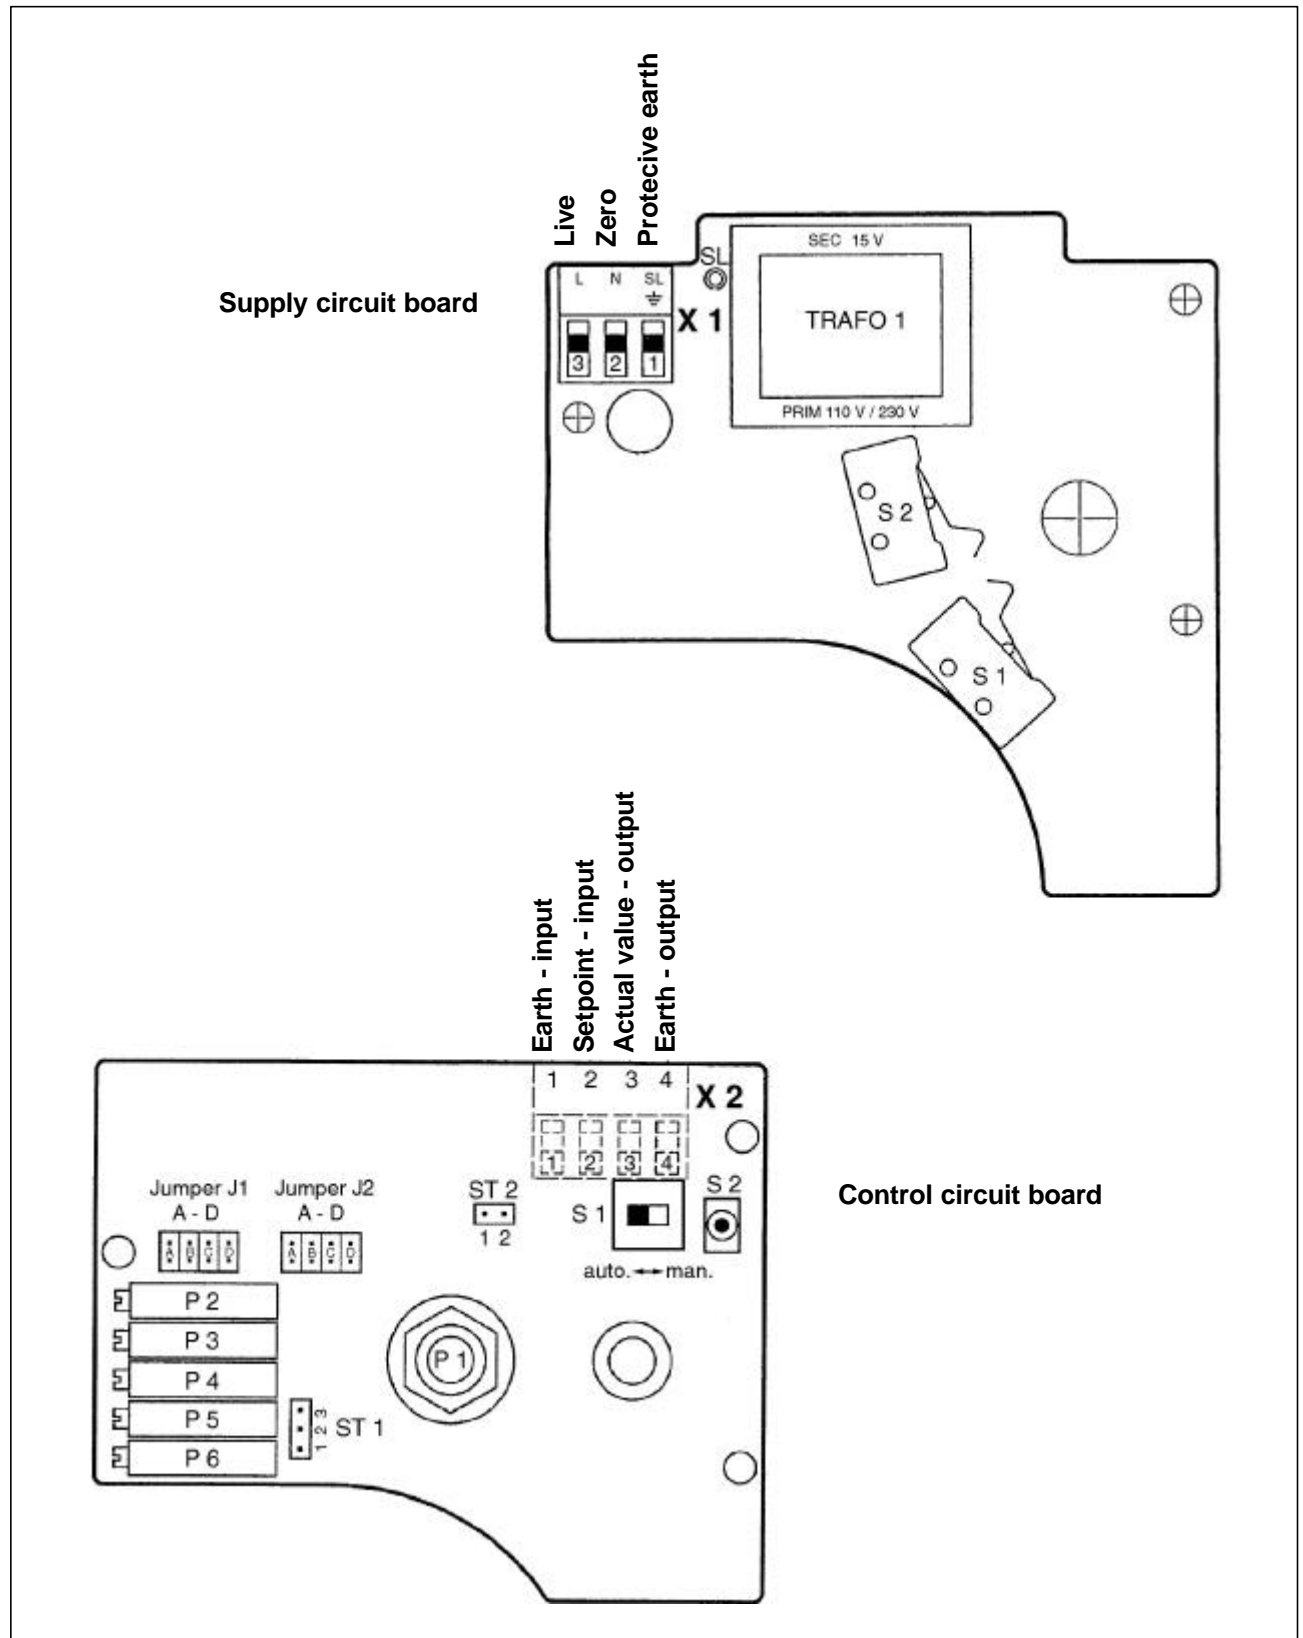 Live
Zero
Protecive earth
Supply circuit board
L N SL
SL
X 1
3 2 1
SEC 15 V
TRAFO 1
PRIM 110 V / 230 V
S 2
S 1
Earth - input
Setpoint - input
Actual value - output
Earth - output
1 2 3 4
X 2
1 2 3 4
Control circuit board
Jumper J1
A - D
A B C D
Jumper J2
A - D
A B C D
ST 2
1 2
S 1
S 2
auto. ↔ man.
P 2
P 3
P 4
P 5
P 6
1 2 3
ST 1
P 1